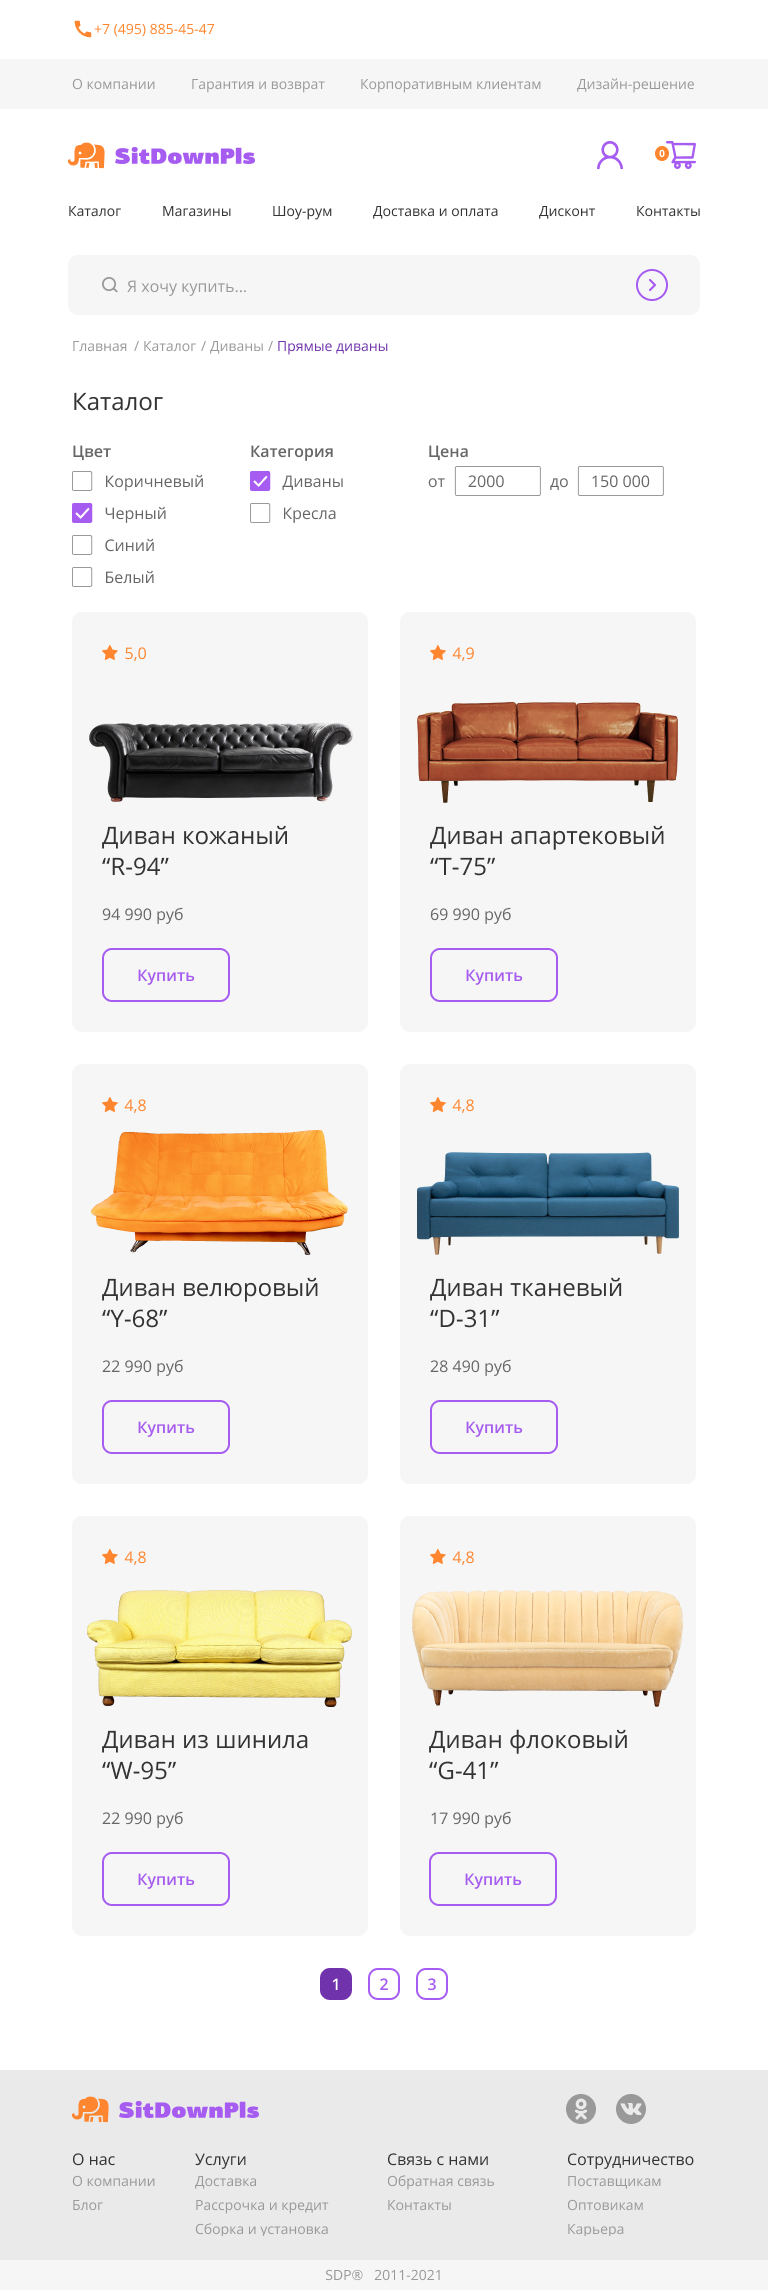 +7 (495) 885-45-47
О компании Гарантия и возврат Корпоративным клиентам Дизайн-решение
SitDownPls
0
Каталог Магазины Шоу-рум Доставка и оплата Дисконт Контакты
Я хочу купить...
Главная / Каталог / Диваны / Прямые диваны
Каталог
Цвет
Коричневый
Черный
Синий
Белый
Категория
Диваны
Кресла
Цена
от 2000 до 150 000
5,0
Диван кожаный
“R-94”
94 990 руб
Купить
4,9
Диван апартековый
“T-75”
69 990 руб
Купить
4,8
Диван велюровый
“Y-68”
22 990 руб
Купить
4,8
Диван тканевый
“D-31”
28 490 руб
Купить
4,8
Диван из шинила
“W-95”
22 990 руб
Купить
4,8
Диван флоковый
“G-41”
17 990 руб
Купить
1 2 3
SitDownPls
О нас
О компании
Блог
Услуги
Доставка
Рассрочка и кредит
Сборка и установка
Связь с нами
Обратная связь
Контакты
Сотрудничество
Поставщикам
Оптовикам
Карьера
SDP® 2011-2021